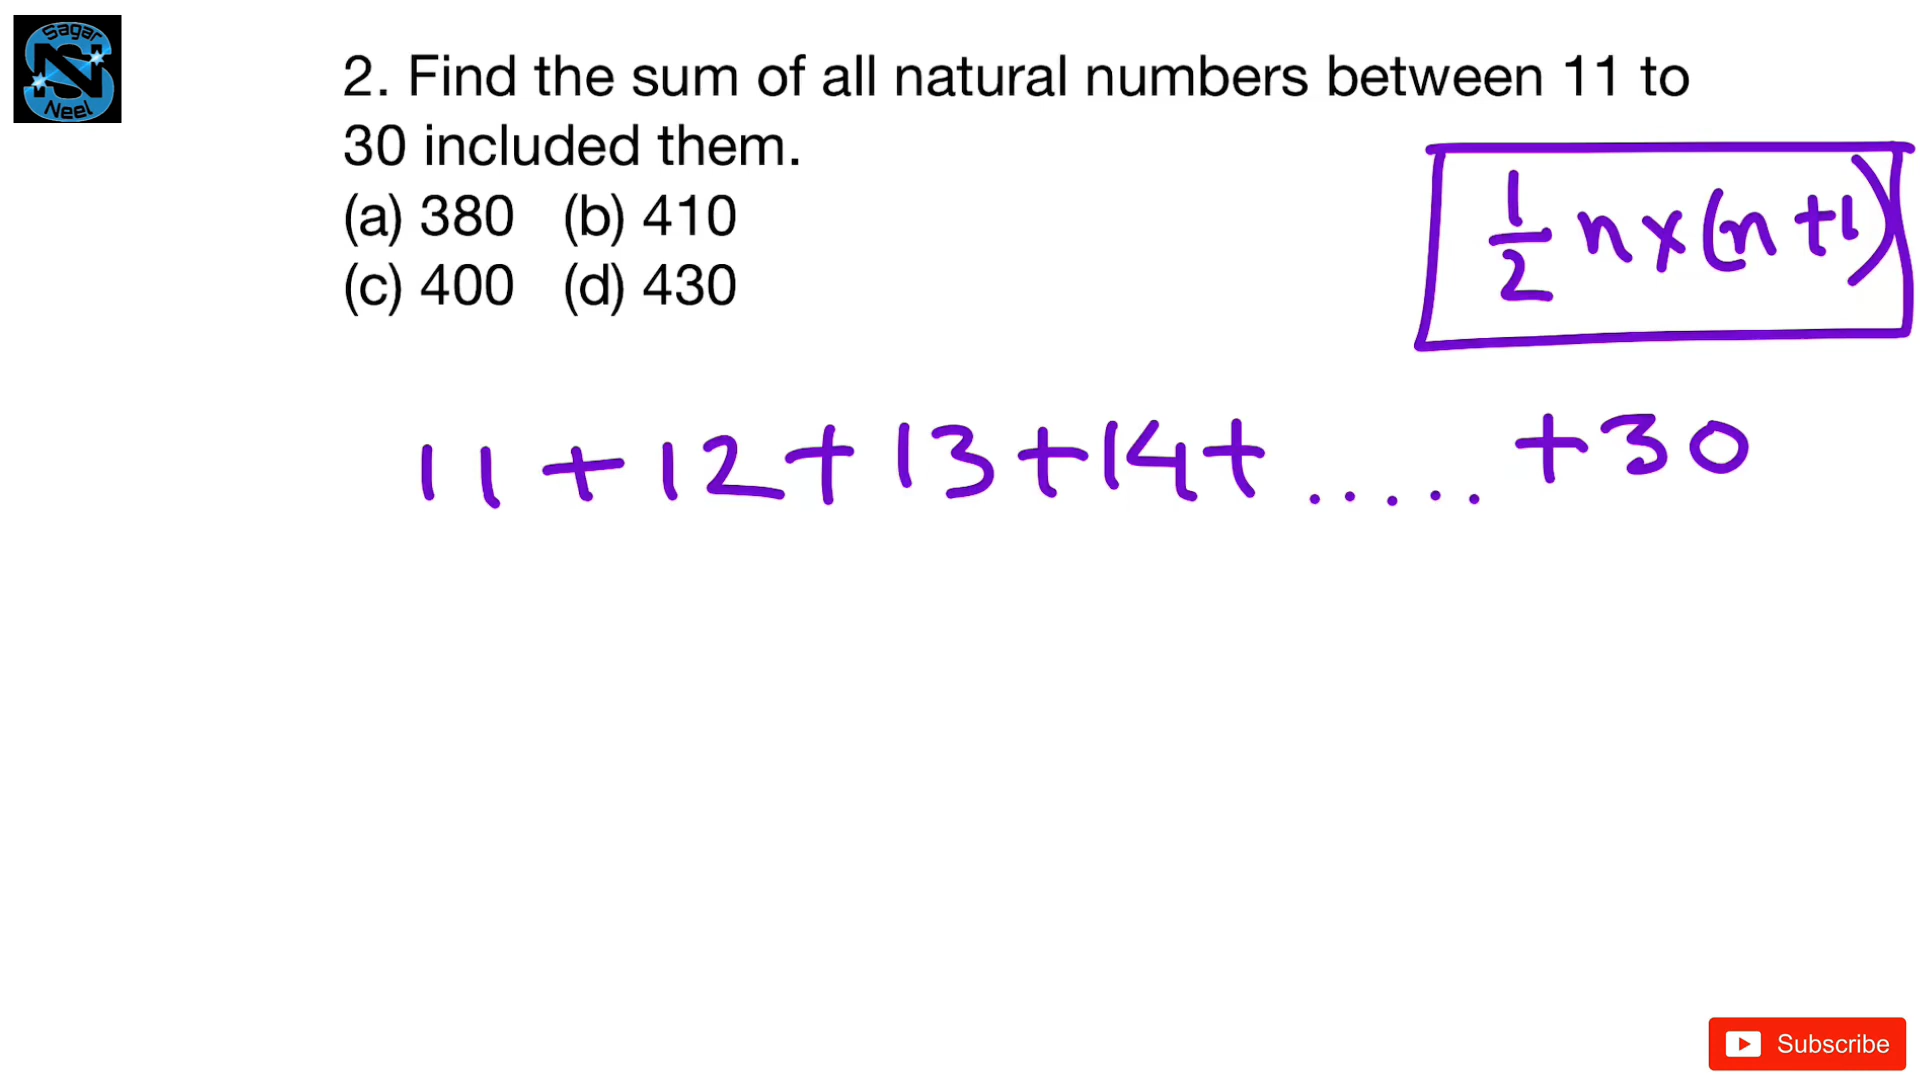 Sagar
NS
Neel
2. Find the sum of all natural numbers between 11 to
30 included them.
(a) 380 (b) 410
(c) 400 (d) 430
1/2 n×(n+1)
11+12+13+14+.....+30
Subscribe